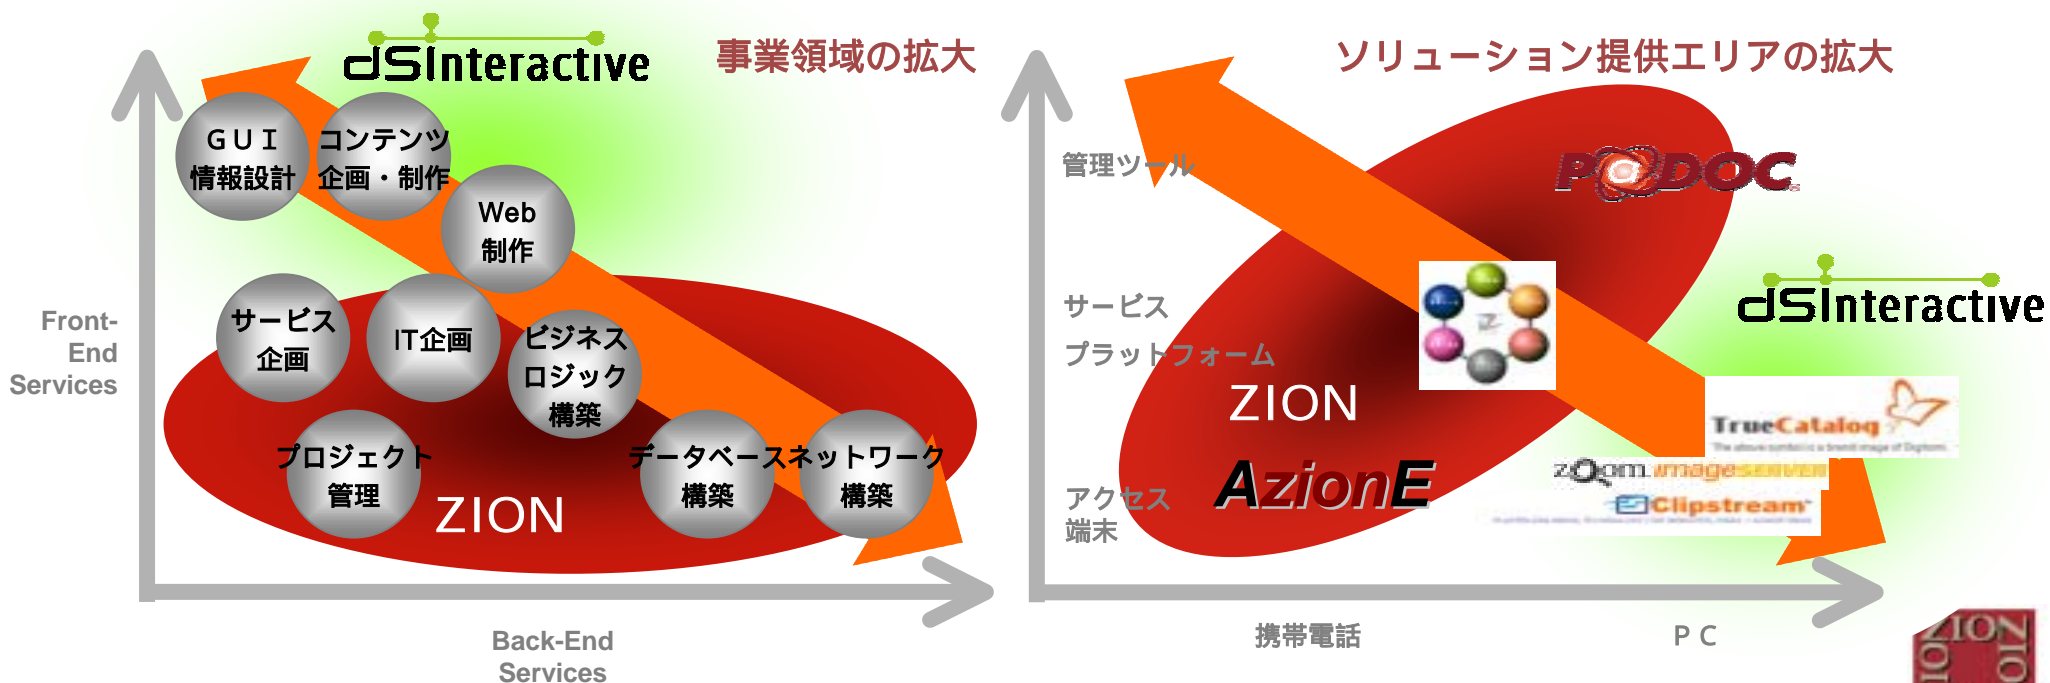 dSInteractive
事業領域の拡大
ＧＵＩ
情報設計
コンテンツ
企画・制作
Web
制作
サービス
企画
IT企画
ビジネス
ロジック
構築
プロジェクト
管理
データベース
構築
ネットワーク
構築
ZION
Front-
End
Services
Back-End
Services
ソリューション提供エリアの拡大
管理ツール
PODOC
サービス
プラットフォーム
dSInteractive
ZION
TrueCatalog
AzionE
zoom imageserver
Clipstream
アクセス
端末
携帯電話
ＰＣ
ZION